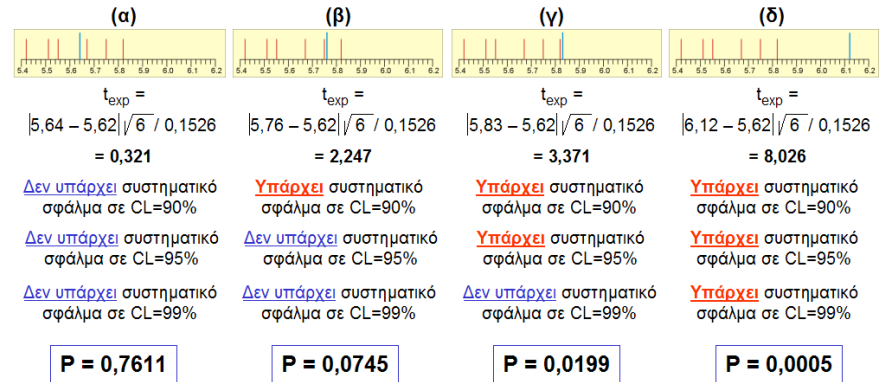 (α) (β) (γ) (δ)
5.4 5.5 5.6 5.7 5.8 5.9 6.0 6.1 6.2 5.4 5.5 5.6 5.7 5.8 5.9 6.0 6.1 6.2 5.4 5.5 5.6 5.7 5.8 5.9 6.0 6.1 6.2 5.4 5.5 5.6 5.7 5.8 5.9 6.0 6.1 6.2
t_exp = t_exp = t_exp = t_exp =
|5,64 – 5,62|√6 / 0,1526 |5,76 – 5,62|√6 / 0,1526 |5,83 – 5,62|√6 / 0,1526 |6,12 – 5,62|√6 / 0,1526
= 0,321 = 2,247 = 3,371 = 8,026
Δεν υπάρχει συστηματικό Υπάρχει συστηματικό Υπάρχει συστηματικό Υπάρχει συστηματικό
σφάλμα σε CL=90% σφάλμα σε CL=90% σφάλμα σε CL=90% σφάλμα σε CL=90%
Δεν υπάρχει συστηματικό Δεν υπάρχει συστηματικό Υπάρχει συστηματικό Υπάρχει συστηματικό
σφάλμα σε CL=95% σφάλμα σε CL=95% σφάλμα σε CL=95% σφάλμα σε CL=95%
Δεν υπάρχει συστηματικό Δεν υπάρχει συστηματικό Δεν υπάρχει συστηματικό Υπάρχει συστηματικό
σφάλμα σε CL=99% σφάλμα σε CL=99% σφάλμα σε CL=99% σφάλμα σε CL=99%
P = 0,7611 P = 0,0745 P = 0,0199 P = 0,0005